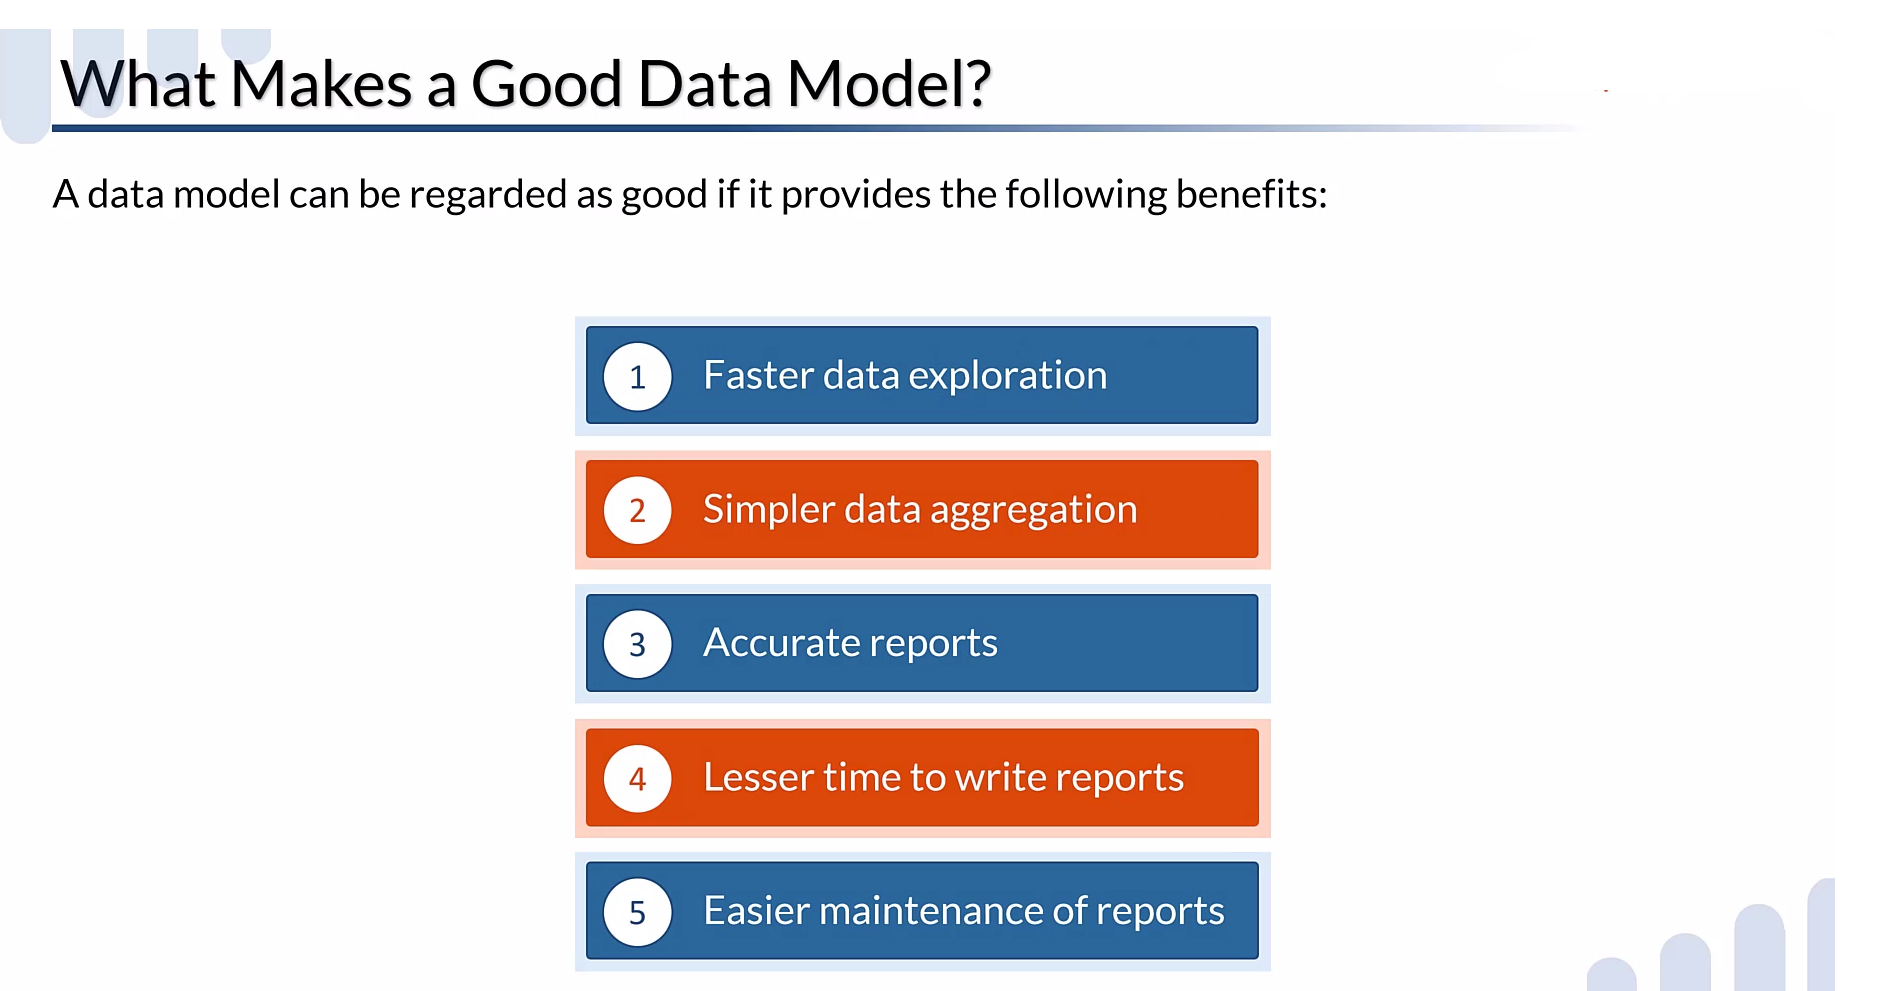 What Makes a Good Data Model?
A data model can be regarded as good if it provides the following benefits:
1 Faster data exploration
2 Simpler data aggregation
3 Accurate reports
4 Lesser time to write reports
5 Easier maintenance of reports